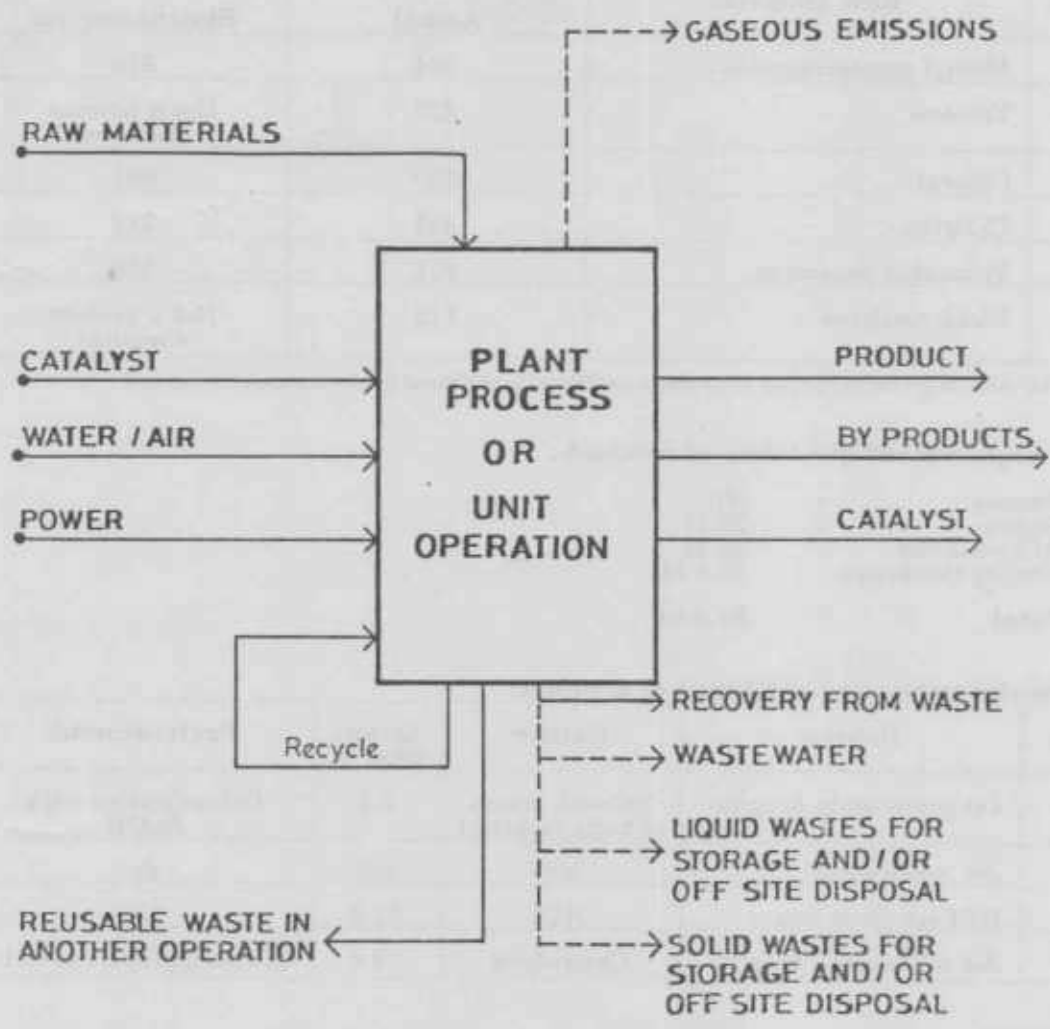 GASEOUS EMISSIONS
RAW MATTERIALS
CATALYST
WATER / AIR
POWER
PLANT
PROCESS
OR
UNIT
OPERATION
PRODUCT
BY PRODUCTS
CATALYST
Recycle
RECOVERY FROM WASTE
WASTEWATER
LIQUID WASTES FOR
STORAGE AND / OR
OFF SITE DISPOSAL
REUSABLE WASTE IN
ANOTHER OPERATION
SOLID WASTES FOR
STORAGE AND / OR
OFF SITE DISPOSAL